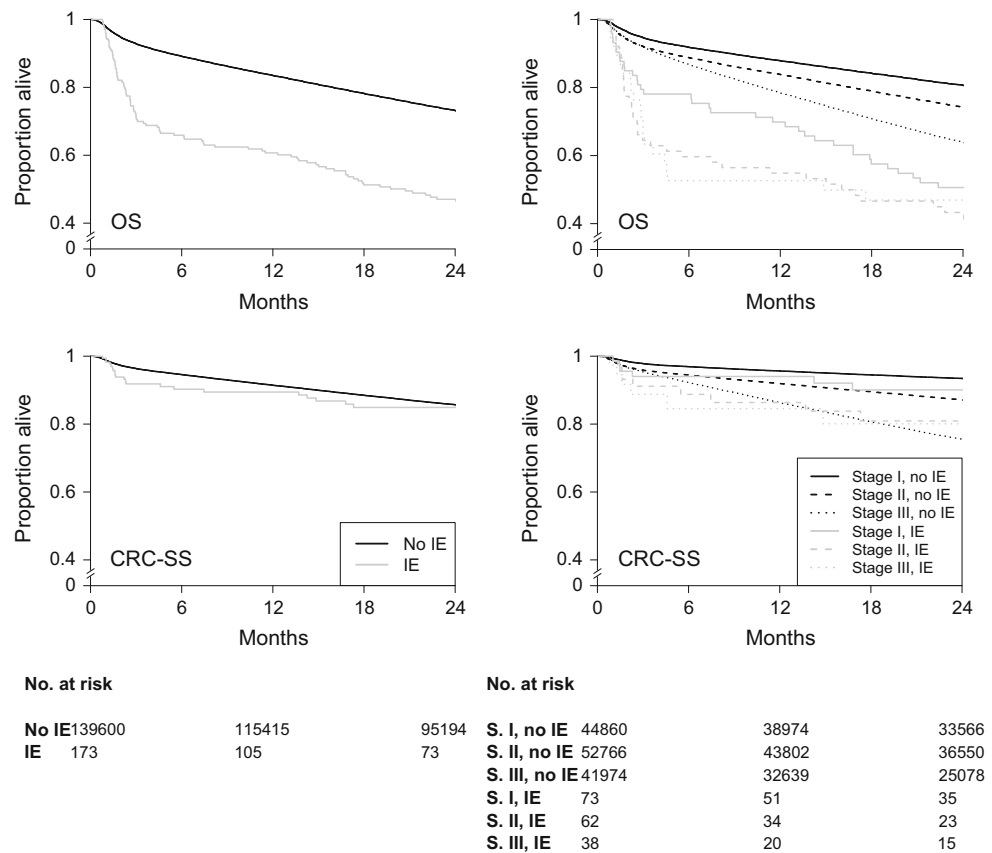 Proportion alive
1
0.8
0.6
0.4
0
OS
0 6 12 18 24
Months
Proportion alive
1
0.8
0.6
0.4
0
OS
0 6 12 18 24
Months
Proportion alive
1
0.8
0.6
0.4
0
CRC-SS
No IE
IE
0 6 12 18 24
Months
Proportion alive
1
0.8
0.6
0.4
0
CRC-SS
Stage I, no IE
Stage II, no IE
Stage III, no IE
Stage I, IE
Stage II, IE
Stage III, IE
0 6 12 18 24
Months
No. at risk
No IE 139600 115415 95194
IE 173 105 73
No. at risk
S. I, no IE 44860 38974 33566
S. II, no IE 52766 43802 36550
S. III, no IE 41974 32639 25078
S. I, IE 73 51 35
S. II, IE 62 34 23
S. III, IE 38 20 15